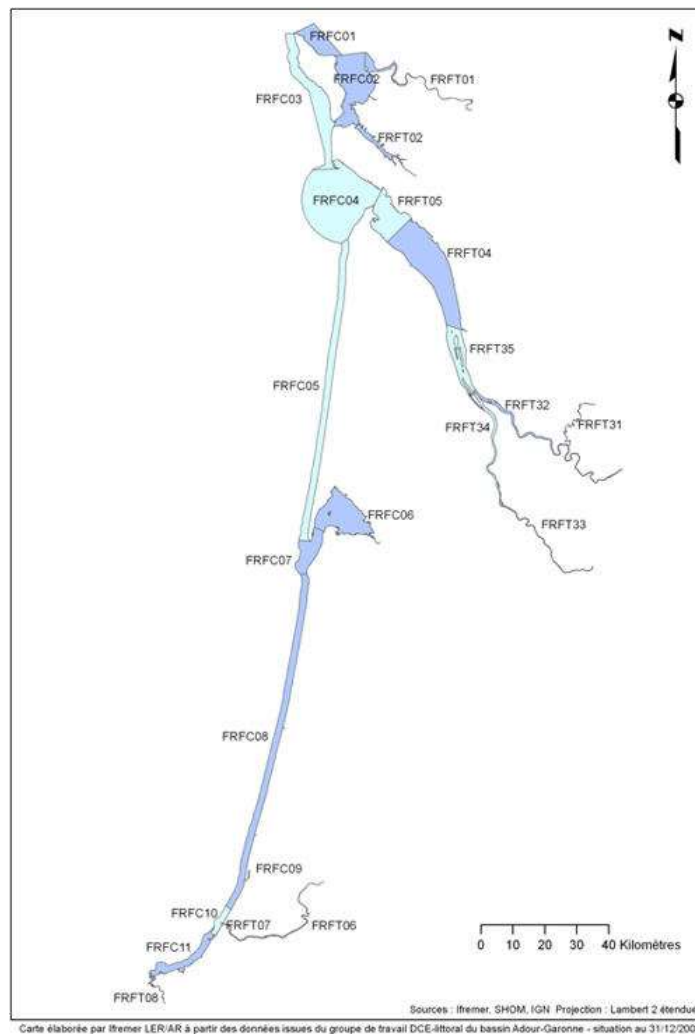 FRFC01
N
FRFC02
FRFT01
FRFC03
FRFT02
FRFC04
FRFT05
FRFT04
FRFT35
FRFC05
FRFT32
FRFT31
FRFT34
FRFC06
FRFT33
FRFC07
FRFC08
FRFC09
FRFC10
FRFT07
FRFT06
FRFC11
0 10 20 30 40 Kilomètres
FRFT08
Sources : Ifremer, SHOM, IGN Projection : Lambert 2 étendu
Carte élaborée par Ifremer LER/AR à partir des données issues du groupe de travail DCE-littoral du bassin Adour-Garonne - situation au